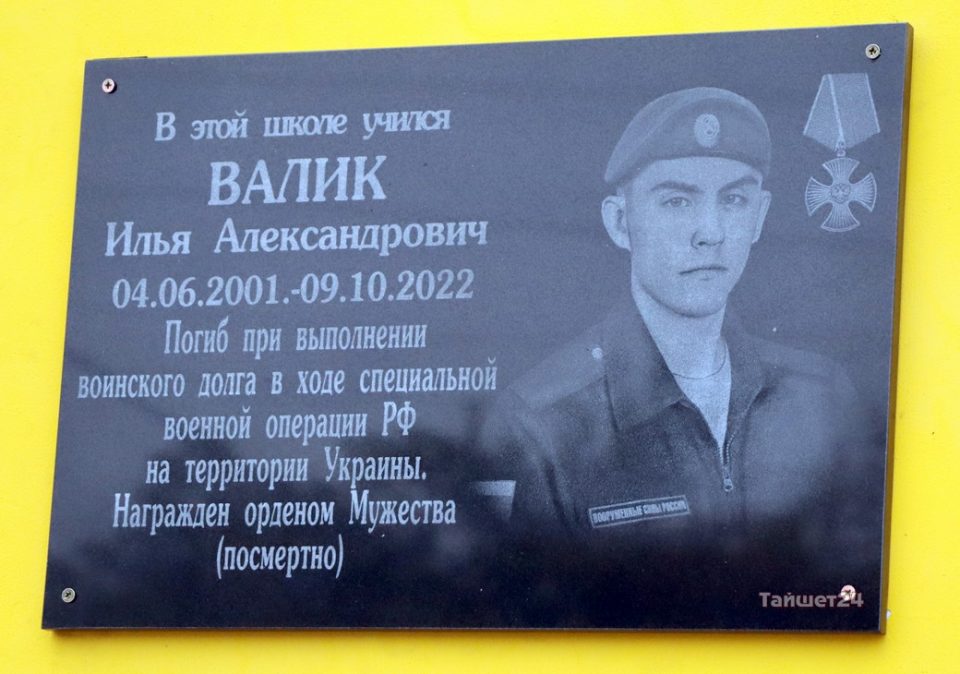 В этой школе учился
ВАЛИК
Илья Александрович
04.06.2001.-09.10.2022
Погиб при выполнении
воинского долга в ходе специальной
военной операции РФ
на территории Украины.
Награжден орденом Мужества
(посмертно)
ВООРУЖЕННЫЕ СИЛЫ РОССИИ
Тайшет24